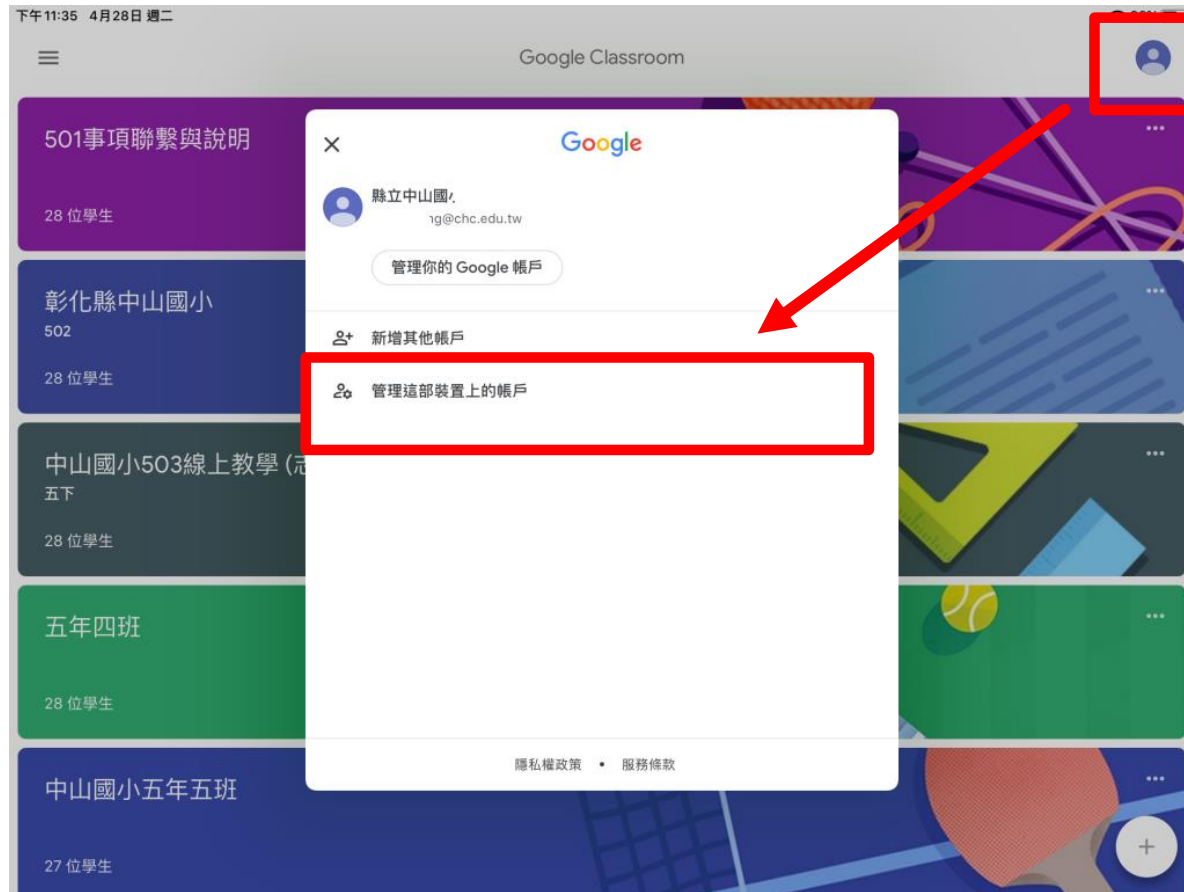 下午11:35 4月28日 週二
Google Classroom
501事項聯繫與說明
28 位學生
Google
縣立中山國
g@chc.edu.tw
管理你的 Google 帳戶
新增其他帳戶
管理這部裝置上的帳戶
彰化縣中山國小
502
28 位學生
中山國小503線上教學 (
五下
28 位學生
五年四班
28 位學生
隱私權政策 • 服務條款
中山國小五年五班
27 位學生